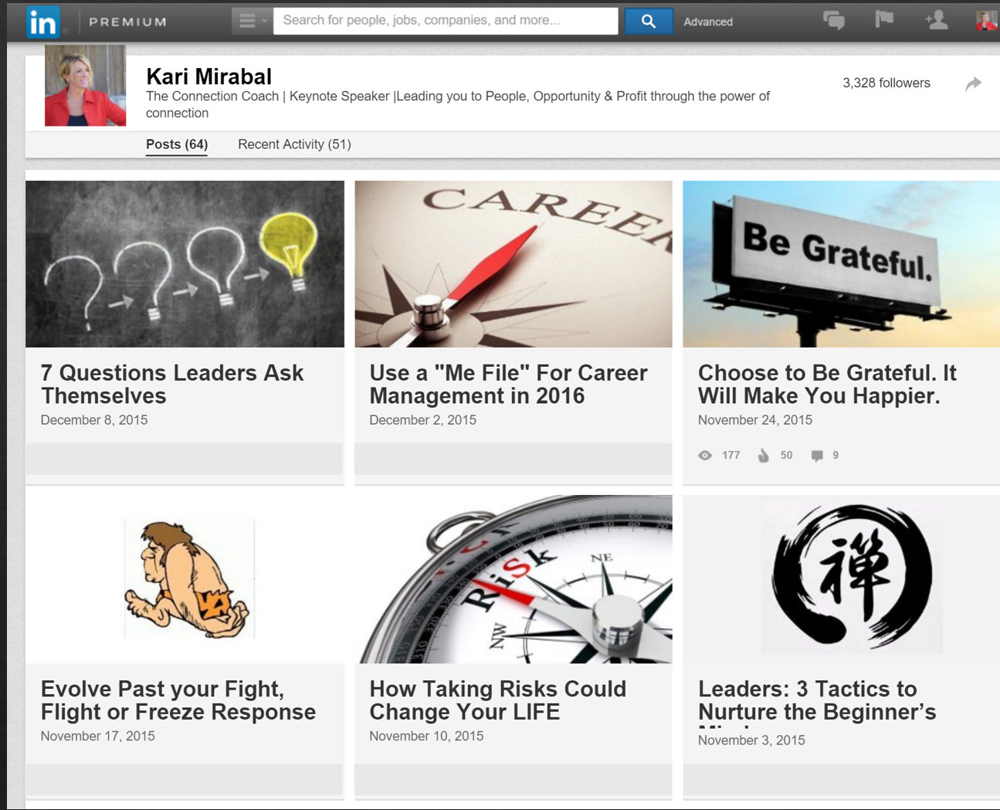 in PREMIUM
Search for people, jobs, companies, and more...
Advanced
Kari Mirabal
The Connection Coach | Keynote Speaker |Leading you to People, Opportunity & Profit through the power of
connection
3,328 followers
Posts (64)
Recent Activity (51)
CAREER
Be Grateful.
7 Questions Leaders Ask
Themselves
December 8, 2015
Use a "Me File" For Career
Management in 2016
December 2, 2015
Choose to Be Grateful. It
Will Make You Happier.
November 24, 2015
177 50 9
Risk
NE
NW
禅
Evolve Past your Fight,
Flight or Freeze Response
November 17, 2015
How Taking Risks Could
Change Your LIFE
November 10, 2015
Leaders: 3 Tactics to
Nurture the Beginner’s
November 3, 2015